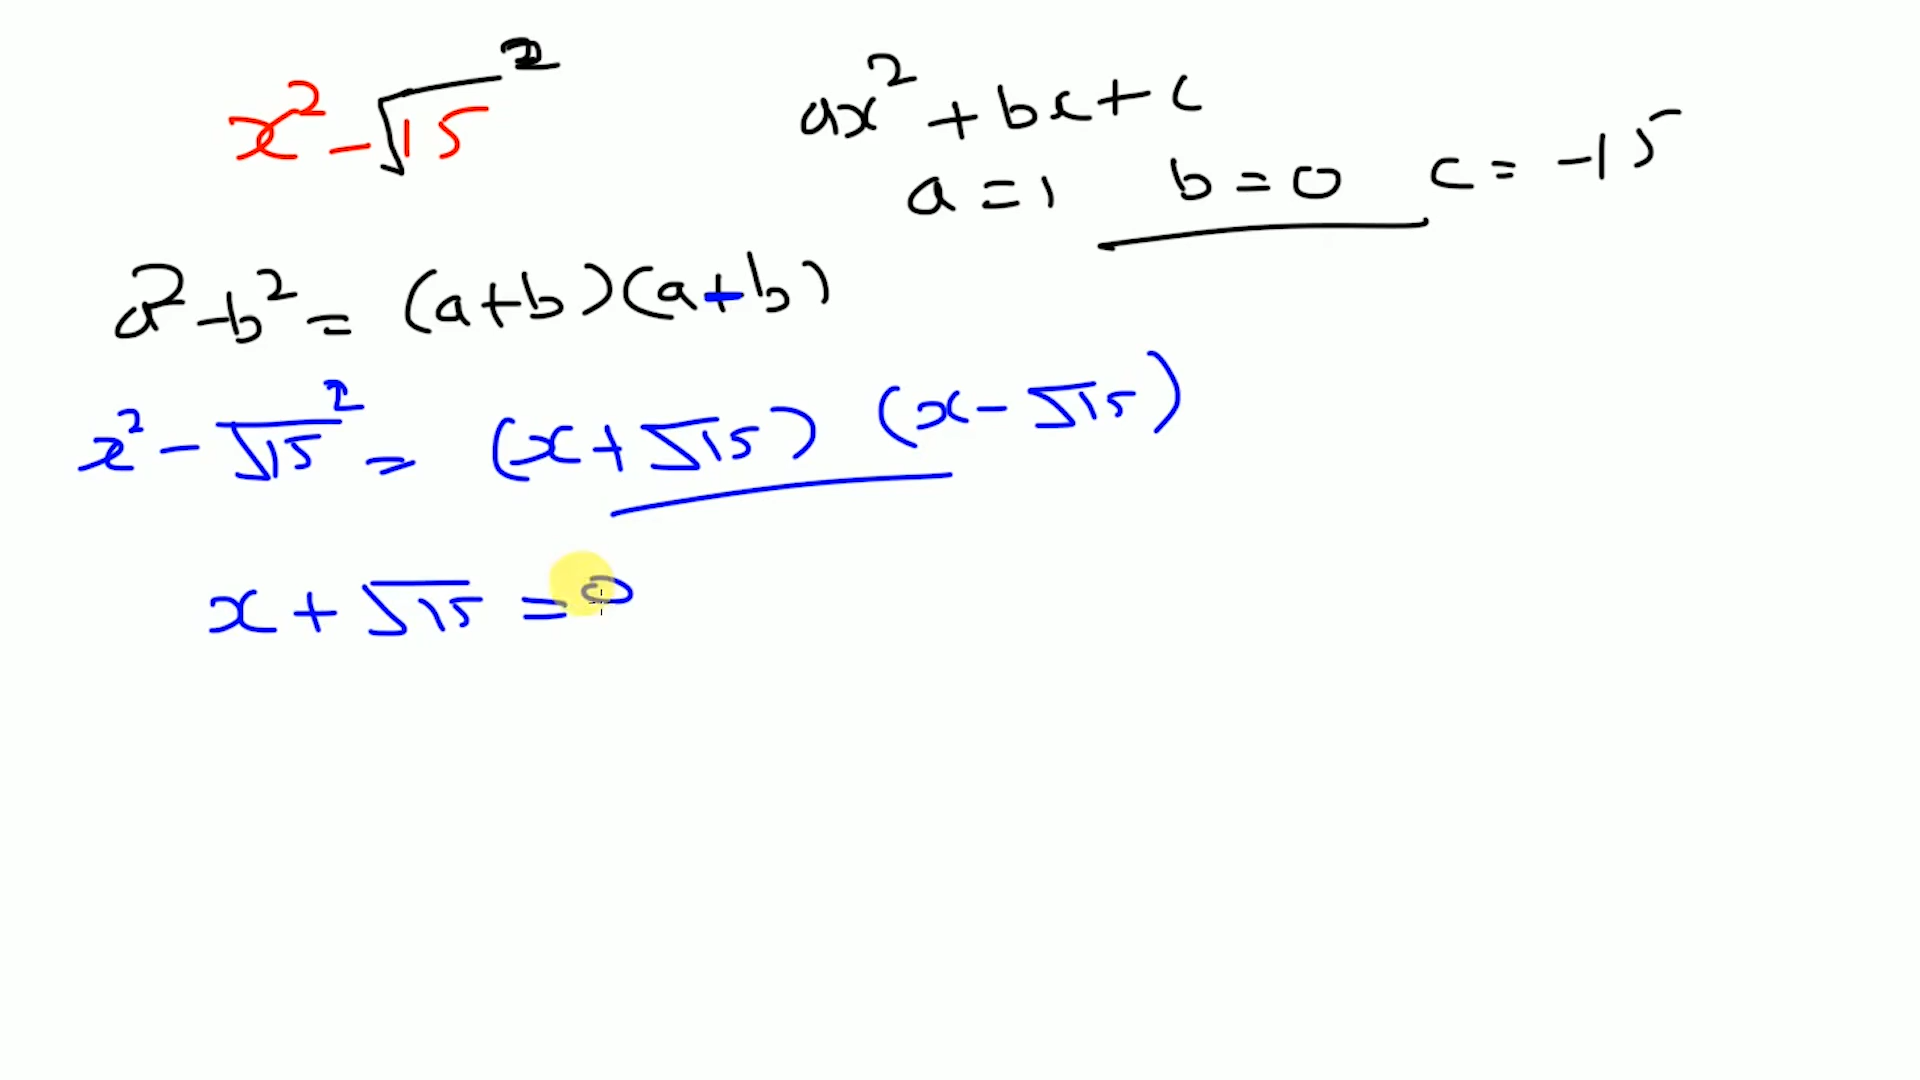 x² - √15²
ax² + bx + c
a = 1 b = 0 c = -15
a² - b² = (a+b)(a-b)
x² - √15² = (x + √15) (x - √15)
x + √15 = 0